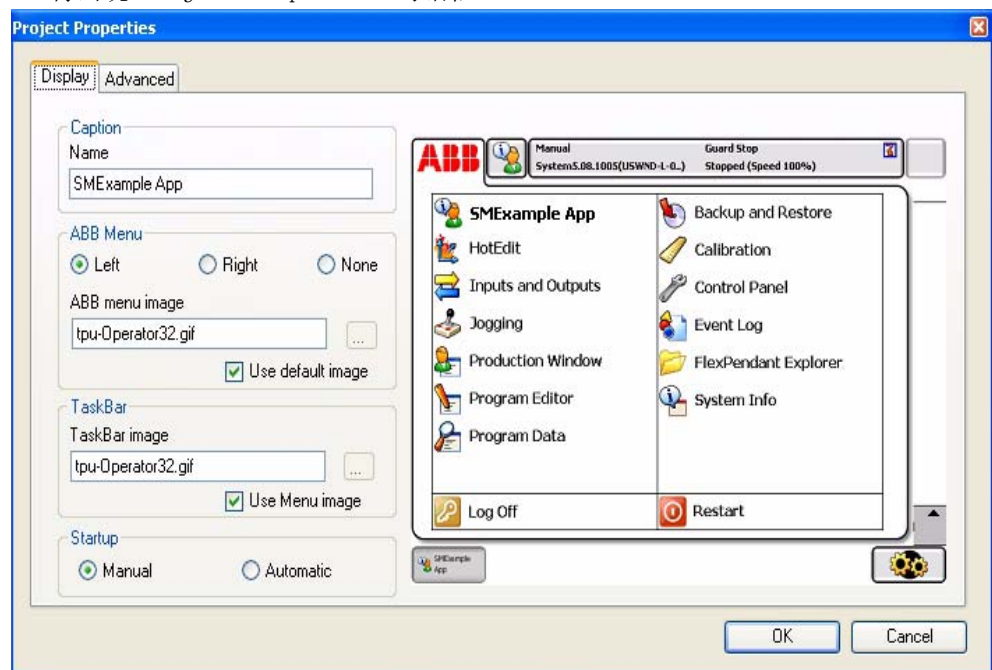 Project Properties
Display Advanced
Caption
Name
SMExample App
ABB Menu
Left Right None
ABB menu image
tpu-Operator32.gif
...
Use default image
TaskBar
TaskBar image
tpu-Operator32.gif
...
Use Menu image
Startup
Manual Automatic
ABB
Manual Guard Stop
System5.08.1005(USWND-L-0..) Stopped (Speed 100%)
SMExample App
HotEdit
Inputs and Outputs
Jogging
Production Window
Program Editor
Program Data
Backup and Restore
Calibration
Control Panel
Event Log
FlexPendant Explorer
System Info
Log Off
Restart
SMExample
App
OK Cancel